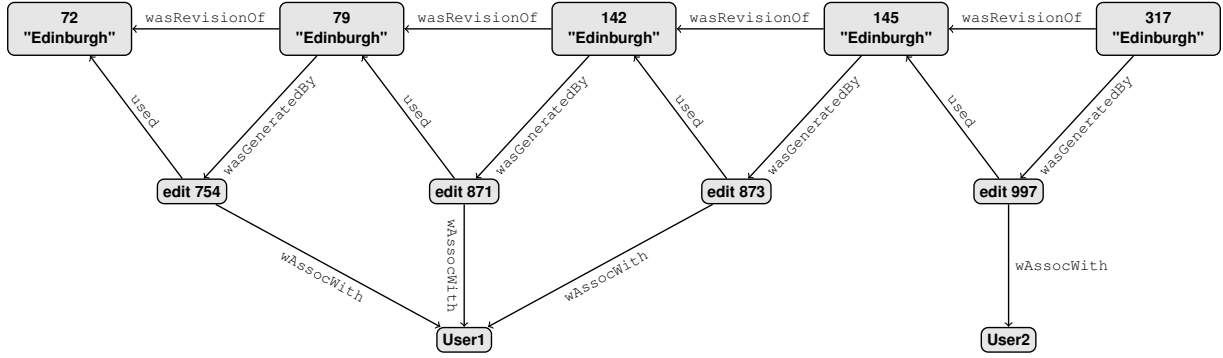 72
"Edinburgh"
wasRevisionOf
79
"Edinburgh"
wasRevisionOf
142
"Edinburgh"
wasRevisionOf
145
"Edinburgh"
wasRevisionOf
317
"Edinburgh"
used
wasGeneratedBy
used
wasGeneratedBy
used
wasGeneratedBy
used
wasGeneratedBy
edit 754
edit 871
edit 873
edit 997
wAssocWith
wAssocWith
wAssocWith
wAssocWith
User1
User2